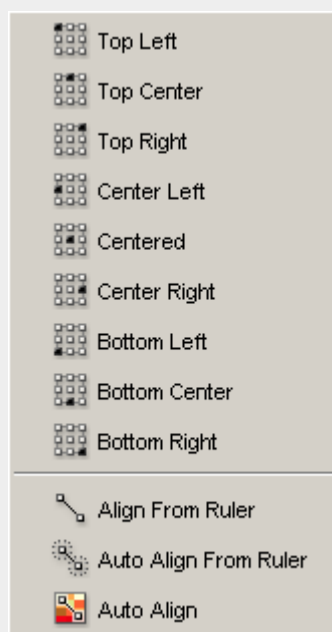 Top Left
Top Center
Top Right
Center Left
Centered
Center Right
Bottom Left
Bottom Center
Bottom Right
Align From Ruler
Auto Align From Ruler
Auto Align